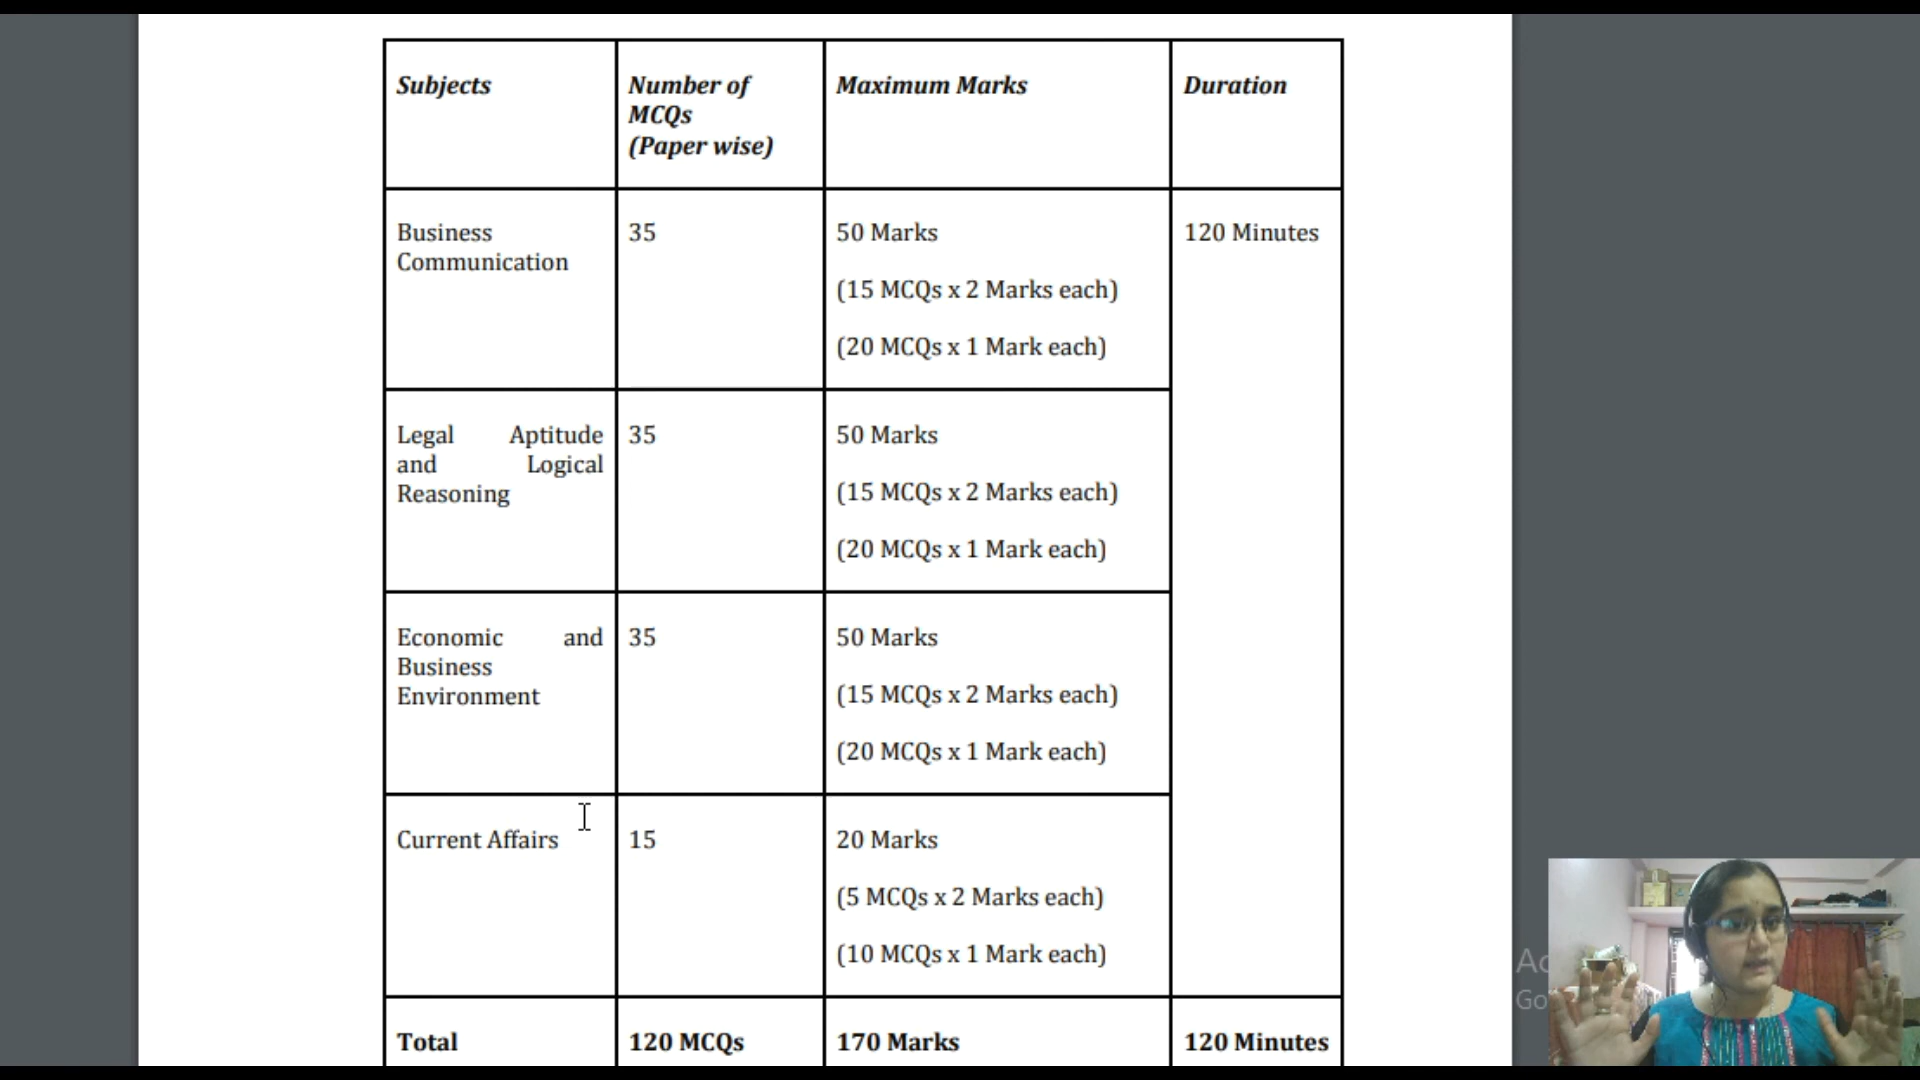 Subjects
Number of
MCQs
(Paper wise)
Maximum Marks
Duration
Business
Communication
35
50 Marks
(15 MCQs x 2 Marks each)
(20 MCQs x 1 Mark each)
120 Minutes
Legal Aptitude
and Logical
Reasoning
35
50 Marks
(15 MCQs x 2 Marks each)
(20 MCQs x 1 Mark each)
Economic and
Business
Environment
35
50 Marks
(15 MCQs x 2 Marks each)
(20 MCQs x 1 Mark each)
Current Affairs
15
20 Marks
(5 MCQs x 2 Marks each)
(10 MCQs x 1 Mark each)
Total
120 MCQs
170 Marks
120 Minutes